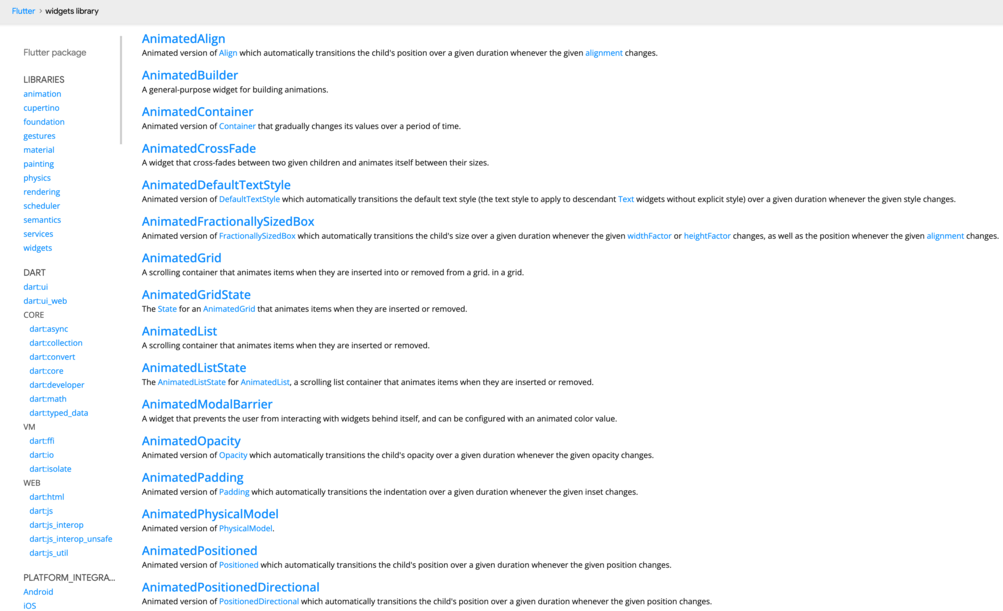 Flutter › widgets library
Flutter package
LIBRARIES
animation
cupertino
foundation
gestures
material
painting
physics
rendering
scheduler
semantics
services
widgets
DART
dart:ui
dart:ui_web
CORE
dart:async
dart:collection
dart:convert
dart:core
dart:developer
dart:math
dart:typed_data
VM
dart:ffi
dart:io
dart:isolate
WEB
dart:html
dart:js
dart:js_interop
dart:js_interop_unsafe
dart:js_util
PLATFORM_INTEGRA...
Android
iOS
AnimatedAlign
Animated version of Align which automatically transitions the child's position over a given duration whenever the given alignment changes.
AnimatedBuilder
A general-purpose widget for building animations.
AnimatedContainer
Animated version of Container that gradually changes its values over a period of time.
AnimatedCrossFade
A widget that cross-fades between two given children and animates itself between their sizes.
AnimatedDefaultTextStyle
Animated version of DefaultTextStyle which automatically transitions the default text style (the text style to apply to descendant Text widgets without explicit style) over a given duration whenever the given style changes.
AnimatedFractionallySizedBox
Animated version of FractionallySizedBox which automatically transitions the child's size over a given duration whenever the given widthFactor or heightFactor changes, as well as the position whenever the given alignment changes.
AnimatedGrid
A scrolling container that animates items when they are inserted into or removed from a grid. in a grid.
AnimatedGridState
The State for an AnimatedGrid that animates items when they are inserted or removed.
AnimatedList
A scrolling container that animates items when they are inserted or removed.
AnimatedListState
The AnimatedListState for AnimatedList, a scrolling list container that animates items when they are inserted or removed.
AnimatedModalBarrier
A widget that prevents the user from interacting with widgets behind itself, and can be configured with an animated color value.
AnimatedOpacity
Animated version of Opacity which automatically transitions the child's opacity over a given duration whenever the given opacity changes.
AnimatedPadding
Animated version of Padding which automatically transitions the indentation over a given duration whenever the given inset changes.
AnimatedPhysicalModel
Animated version of PhysicalModel.
AnimatedPositioned
Animated version of Positioned which automatically transitions the child's position over a given duration whenever the given position changes.
AnimatedPositionedDirectional
Animated version of PositionedDirectional which automatically transitions the child's position over a given duration whenever the given position changes.